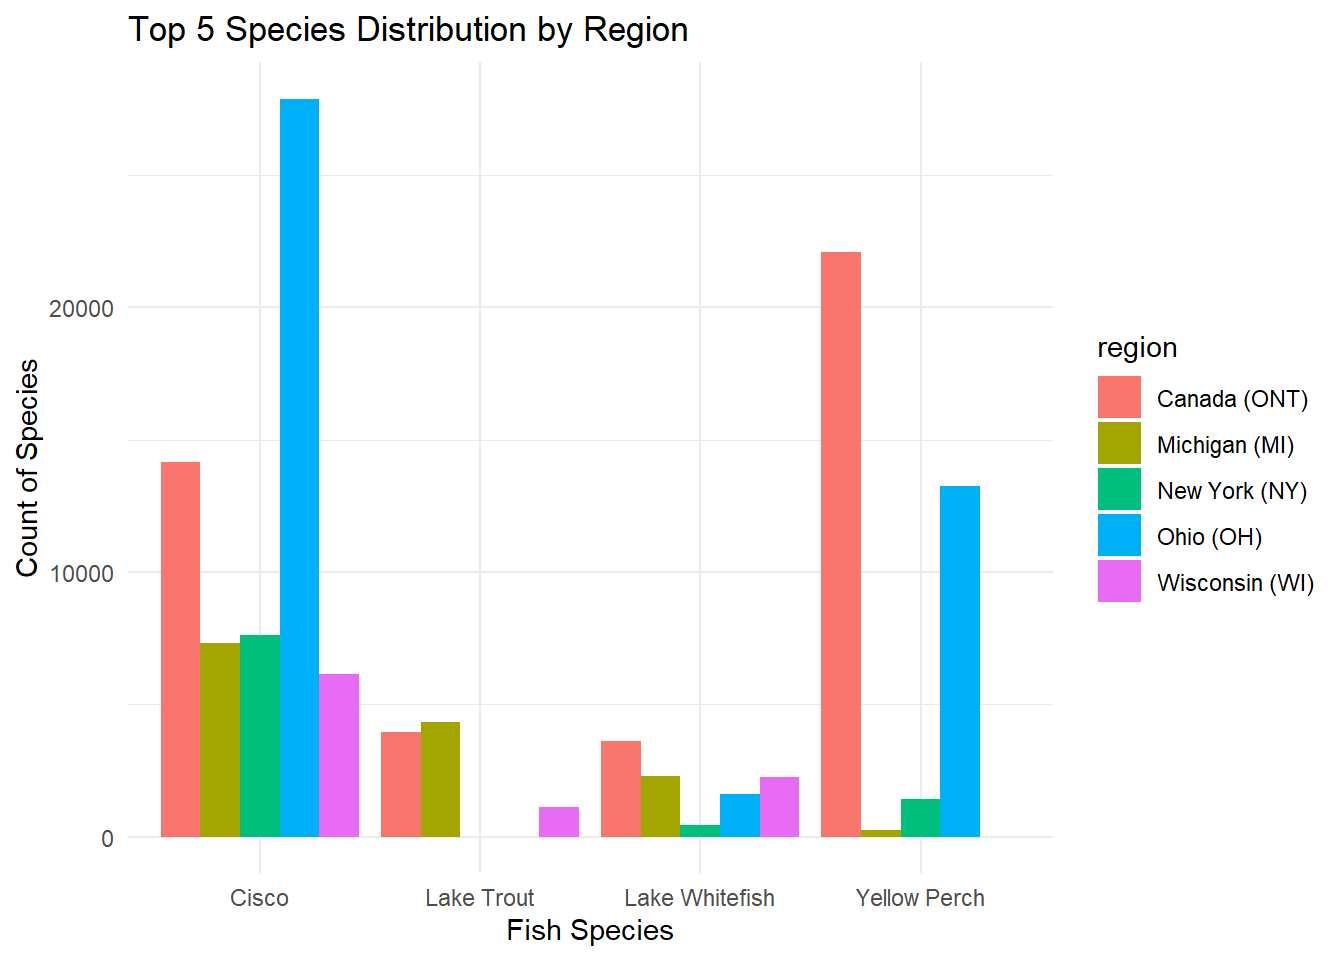 Top 5 Species Distribution by Region
Count of Species
20000
10000
0
Cisco
Lake Trout
Lake Whitefish
Yellow Perch
Fish Species
region
Canada (ONT)
Michigan (MI)
New York (NY)
Ohio (OH)
Wisconsin (WI)